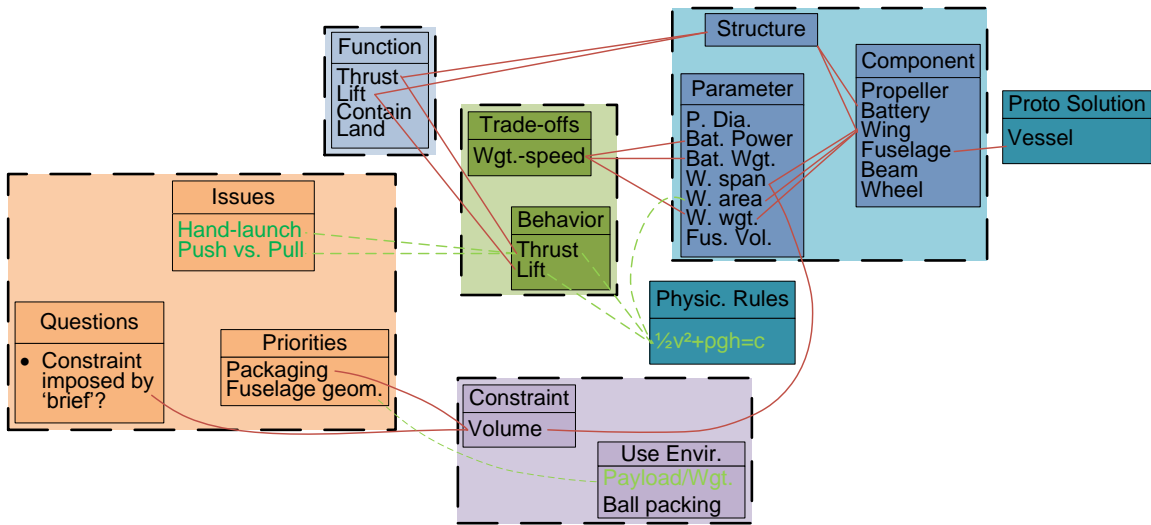 Function
Thrust
Lift
Contain
Land
Trade-offs
Wgt.-speed
Behavior
Thrust
Lift
Structure
Parameter
P. Dia.
Bat. Power
Bat. Wgt.
W. span
W. area
W. wgt.
Fus. Vol.
Component
Propeller
Battery
Wing
Fuselage
Beam
Wheel
Proto Solution
Vessel
Physic. Rules
½v²+ρgh=c
Issues
Hand-launch
Push vs. Pull
Questions
• Constraint
imposed by
‘brief’?
Priorities
Packaging
Fuselage geom.
Constraint
Volume
Use Envir.
Payload/Wgt.
Ball packing